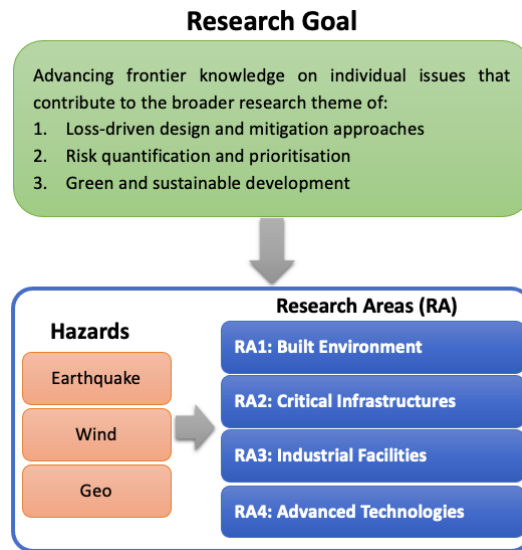 Research Goal
Advancing frontier knowledge on individual issues that
contribute to the broader research theme of:
1. Loss-driven design and mitigation approaches
2. Risk quantification and prioritisation
3. Green and sustainable development
Hazards
Earthquake
Wind
Geo
Research Areas (RA)
RA1: Built Environment
RA2: Critical Infrastructures
RA3: Industrial Facilities
RA4: Advanced Technologies